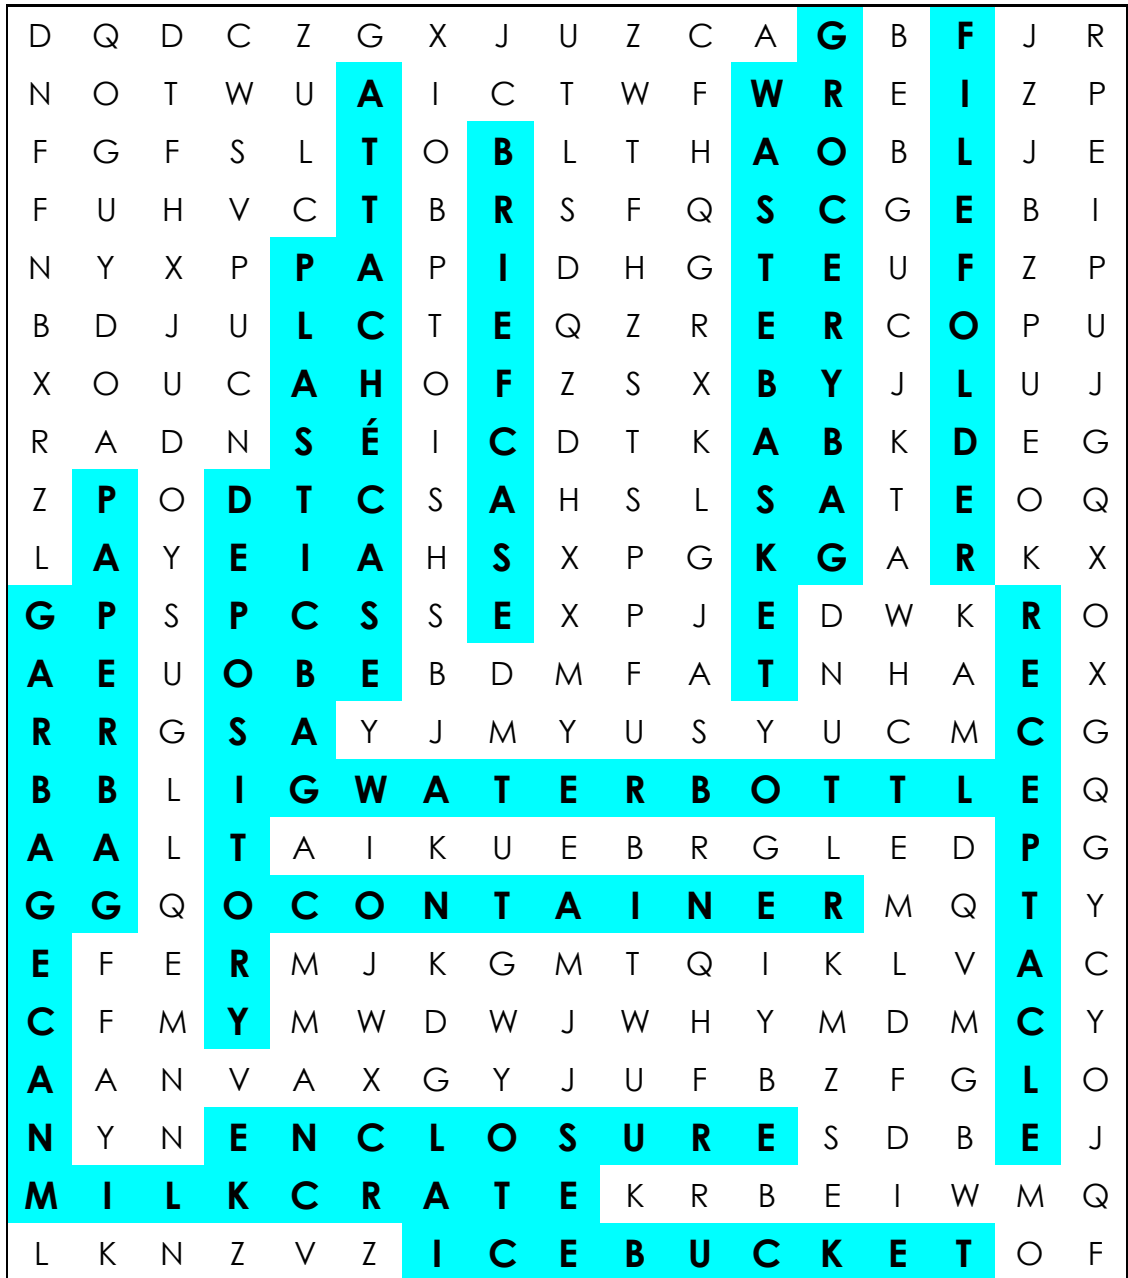 D Q D C Z G X J U Z C A G B F J R
N O T W U A I C T W F W R E I Z P
F G F S L T O B L T H A O B L J E
F U H V C T B R S F Q S C G E B I
N Y X P P A P I D H G T E U F Z P
B D J U L C T E Q Z R E R C O P U
X O U C A H O F Z S X B Y J L U J
R A D N S É I C D T K A B K D E G
Z P O D T C S A H S L S A T E O Q
L A Y E I A H S X P G K G A R K X
G P S P C S S E X P J E D W K R O
A E U O B E B D M F A T N H A E X
R R G S A Y J M Y U S Y U C M C G
B B L I G W A T E R B O T T L E Q
A A L T A I K U E B R G L E D P G
G G Q O C O N T A I N E R M Q T Y
E F E R M J K G M T Q I K L V A C
C F M Y M W D W J W H Y M D M C Y
A A N V A X G Y J U F B Z F G L O
N Y N E N C L O S U R E S D B E J
M I L K C R A T E K R B E I W M Q
L K N Z V Z I C E B U C K E T O F